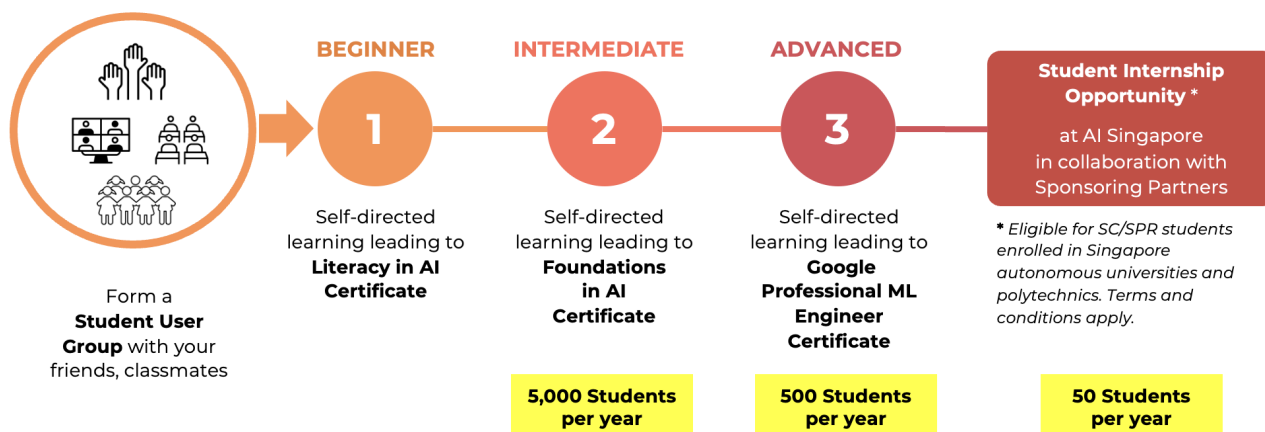 BEGINNER
INTERMEDIATE
ADVANCED
1
2
3
Student Internship
Opportunity *
at AI Singapore
in collaboration with
Sponsoring Partners
Form a
Student User
Group with your
friends, classmates
Self-directed
learning leading to
Literacy in AI
Certificate
Self-directed
learning leading to
Foundations
in AI
Certificate
Self-directed
learning leading to
Google
Professional ML
Engineer
Certificate
* Eligible for SC/SPR students
enrolled in Singapore
autonomous universities and
polytechnics. Terms and
conditions apply.
5,000 Students
per year
500 Students
per year
50 Students
per year